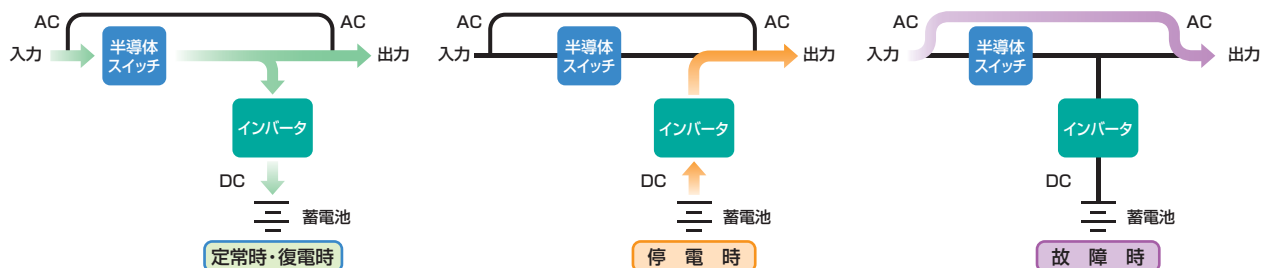 AC
AC
入力
半導体
スイッチ
出力
インバータ
DC
蓄電池
定常時・復電時
AC
AC
入力
半導体
スイッチ
出力
インバータ
DC
蓄電池
停電時
AC
AC
入力
半導体
スイッチ
出力
インバータ
DC
蓄電池
故障時